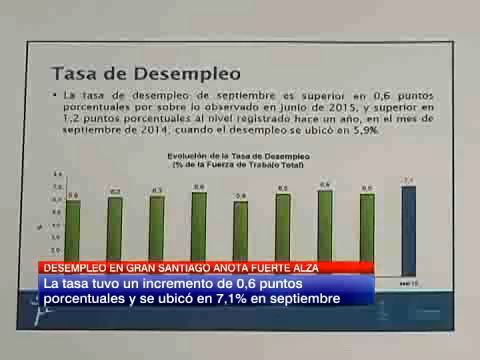 Tasa de Desempleo
La tasa de desempleo de septiembre es superior en 0,6 puntos
porcentuales por sobre lo observado en junio de 2015, y superior en
1,2 puntos porcentuales al nivel registrado hace un año, en el mes de
septiembre de 2014, cuando el desempleo se ubicó en 5,9%
Evolución de la Tasa de Desempleo
(% de la Fuerza de Trabajo Total)
DESEMPLEO EN GRAN SANTIAGO ANOTA FUERTE ALZA
La tasa tuvo un incremento de 0,6 puntos
porcentuales y se ubicó en 7,1% en septiembre